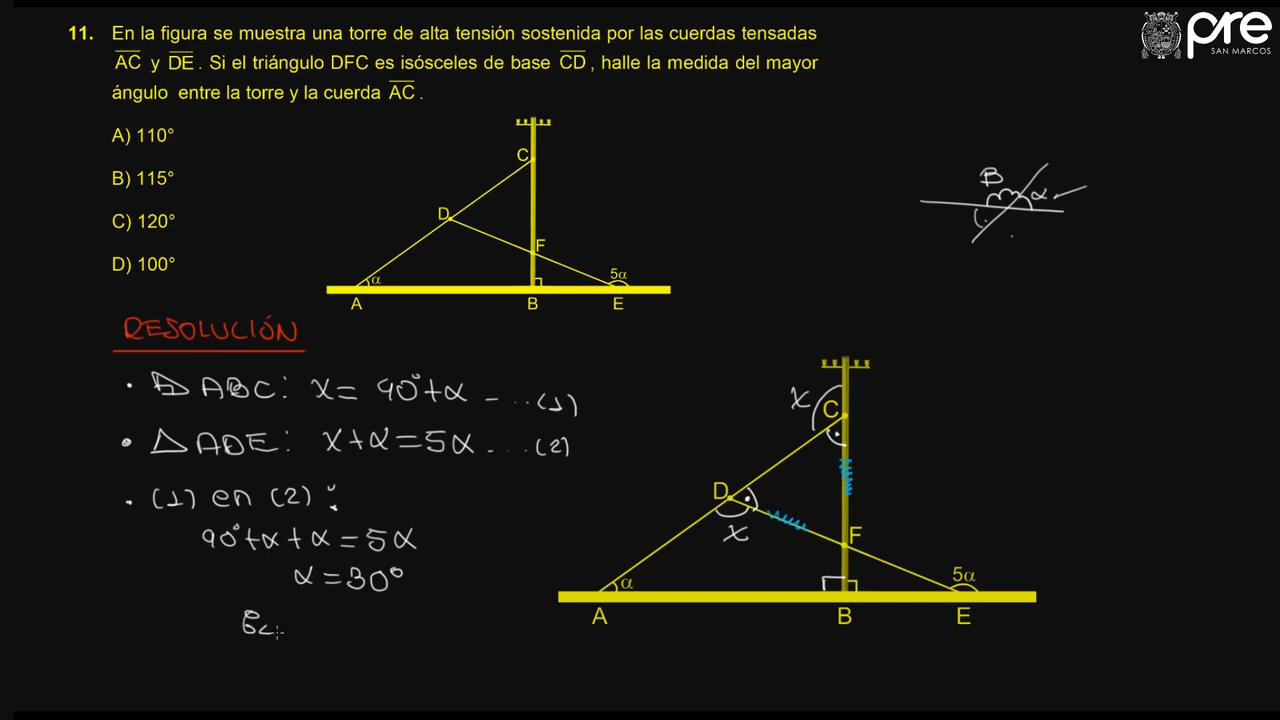 11. En la figura se muestra una torre de alta tensión sostenida por las cuerdas tensadas
AC y DE. Si el triángulo DFC es isósceles de base CD, halle la medida del mayor
ángulo entre la torre y la cuerda AC.
A) 110°
B) 115°
C) 120°
D) 100°
C
D
F
α
5α
A
B
E
pre
SAN MARCOS
B
α
RESOLUCIÓN
• ⊿ ABC: x = 90° + α - ... (1)
• △ ADE: x + α = 5α - ... (2)
• (1) en (2):
90° + α + α = 5α
α = 30°
x
C
D
x
F
α
5α
A
B
E